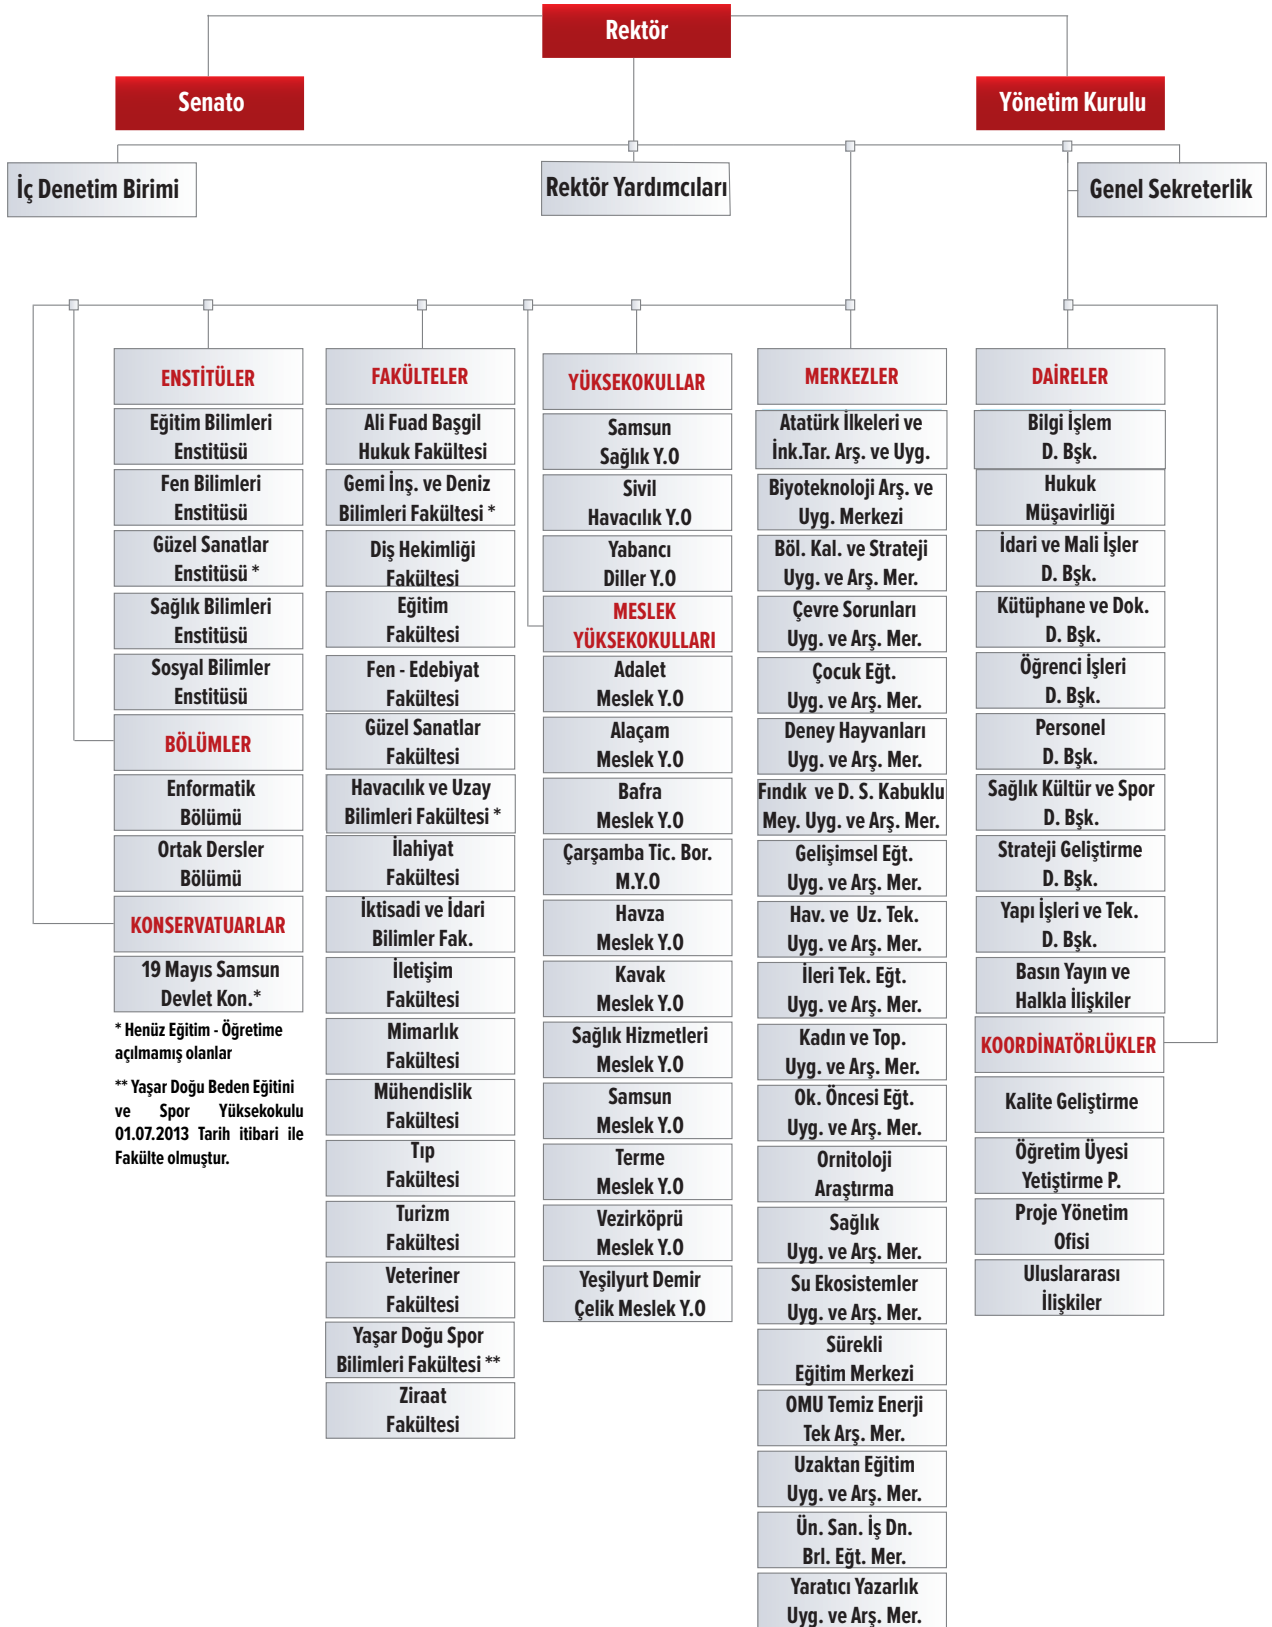 Rektör
Senato
Yönetim Kurulu
İç Denetim Birimi
Rektör Yardımcıları
Genel Sekreterlik
ENSTİTÜLER
Eğitim Bilimleri
Enstitüsü
Fen Bilimleri
Enstitüsü
Güzel Sanatlar
Enstitüsü *
Sağlık Bilimleri
Enstitüsü
Sosyal Bilimler
Enstitüsü
BÖLÜMLER
Enformatik
Bölümü
Ortak Dersler
Bölümü
KONSERVATUARLAR
19 Mayıs Samsun
Devlet Kon.*
* Henüz Eğitim - Öğretime
açılmamış olanlar
** Yaşar Doğu Beden Eğitini
ve Spor Yüksekokulu
01.07.2013 Tarih itibari ile
Fakülte olmuştur.
FAKÜLTELER
Ali Fuad Başgil
Hukuk Fakültesi
Gemi İnş. ve Deniz
Bilimleri Fakültesi *
Diş Hekimliği
Fakültesi
Eğitim
Fakültesi
Fen - Edebiyat
Fakültesi
Güzel Sanatlar
Fakültesi
Havacılık ve Uzay
Bilimleri Fakültesi *
İlahiyat
Fakültesi
İktisadi ve İdari
Bilimler Fak.
İletişim
Fakültesi
Mimarlık
Fakültesi
Mühendislik
Fakültesi
Tıp
Fakültesi
Turizm
Fakültesi
Veteriner
Fakültesi
Yaşar Doğu Spor
Bilimleri Fakültesi **
Ziraat
Fakültesi
YÜKSEKOKULLAR
Samsun
Sağlık Y.O
Sivil
Havacılık Y.O
Yabancı
Diller Y.O
MESLEK
YÜKSEKOKULLARI
Adalet
Meslek Y.O
Alaçam
Meslek Y.O
Bafra
Meslek Y.O
Çarşamba Tic. Bor.
M.Y.O
Havza
Meslek Y.O
Kavak
Meslek Y.O
Sağlık Hizmetleri
Meslek Y.O
Samsun
Meslek Y.O
Terme
Meslek Y.O
Vezirköprü
Meslek Y.O
Yeşilyurt Demir
Çelik Meslek Y.O
MERKEZLER
Atatürk İlkeleri ve
İnk.Tar. Arş. ve Uyg.
Biyoteknoloji Arş. ve
Uyg. Merkezi
Böl. Kal. ve Strateji
Uyg. ve Arş. Mer.
Çevre Sorunları
Uyg. ve Arş. Mer.
Çocuk Eğt.
Uyg. ve Arş. Mer.
Deney Hayvanları
Uyg. ve Arş. Mer.
Fındık ve D. S. Kabuklu
Mey. Uyg. ve Arş. Mer.
Gelişimsel Eğt.
Uyg. ve Arş. Mer.
Hav. ve Uz. Tek.
Uyg. ve Arş. Mer.
İleri Tek. Eğt.
Uyg. ve Arş. Mer.
Kadın ve Top.
Uyg. ve Arş. Mer.
Ok. Öncesi Eğt.
Uyg. ve Arş. Mer.
Ornitoloji
Araştırma
Sağlık
Uyg. ve Arş. Mer.
Su Ekosistemler
Uyg. ve Arş. Mer.
Sürekli
Eğitim Merkezi
OMU Temiz Enerji
Tek Arş. Mer.
Uzaktan Eğitim
Uyg. ve Arş. Mer.
Ün. San. İş Dn.
Brl. Eğt. Mer.
Yaratıcı Yazarlık
Uyg. ve Arş. Mer.
DAİRELER
Bilgi İşlem
D. Bşk.
Hukuk
Müşavirliği
İdari ve Mali İşler
D. Bşk.
Kütüphane ve Dok.
D. Bşk.
Öğrenci İşleri
D. Bşk.
Personel
D. Bşk.
Sağlık Kültür ve Spor
D. Bşk.
Strateji Geliştirme
D. Bşk.
Yapı İşleri ve Tek.
D. Bşk.
Basın Yayın ve
Halkla İlişkiler
KOORDİNATÖRLÜKLER
Kalite Geliştirme
Öğretim Üyesi
Yetiştirme P.
Proje Yönetim
Ofisi
Uluslararası
İlişkiler